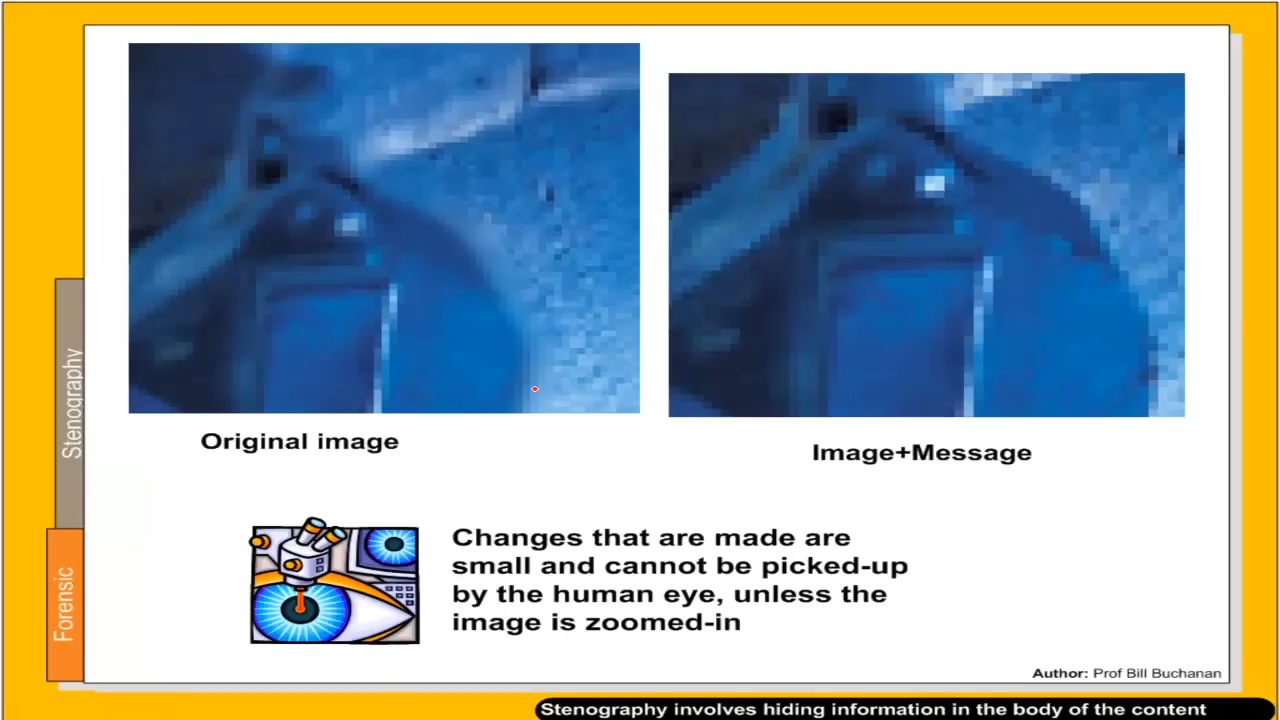 Original image
Image+Message
Stenography
Forensic
Changes that are made are
small and cannot be picked-up
by the human eye, unless the
image is zoomed-in
Author: Prof Bill Buchanan
Stenography involves hiding information in the body of the content